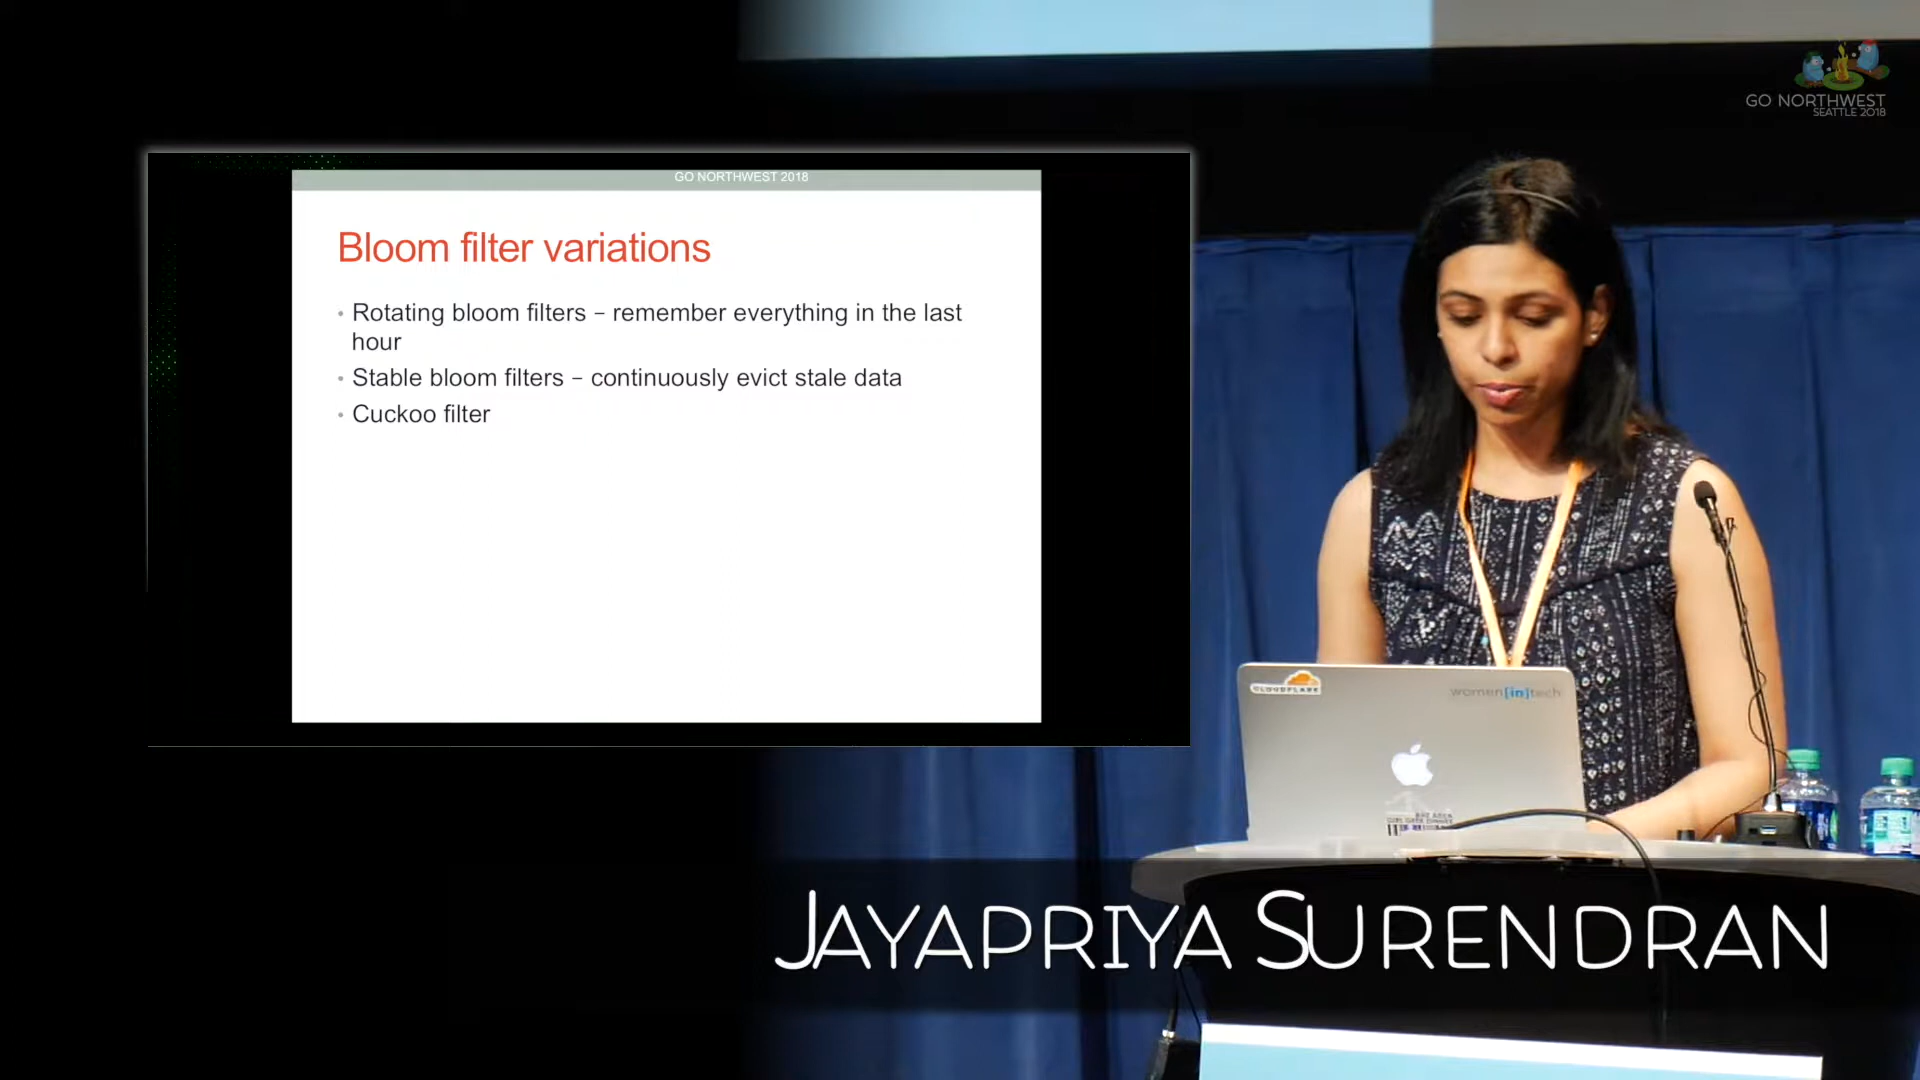 GO NORTHWEST
SEATTLE 2018
GO NORTHWEST 2018
Bloom filter variations
• Rotating bloom filters – remember everything in the last
hour
• Stable bloom filters – continuously evict stale data
• Cuckoo filter
CLOUDFLARE
women[in]tech
JAYAPRIYA SURENDRAN